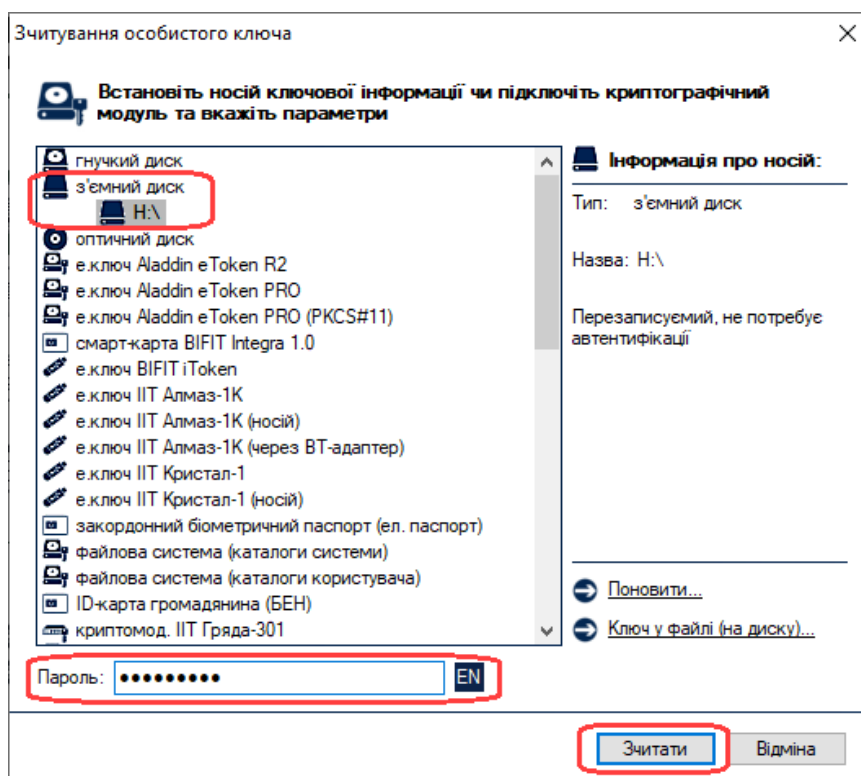 Зчитування особистого ключа
Встановіть носій ключової інформації чи підключіть криптографічний
модуль та вкажіть параметри
гнучкий диск
з'ємний диск
H:\
оптичний диск
е.ключ Aladdin eToken R2
е.ключ Aladdin eToken PRO
е.ключ Aladdin eToken PRO (PKCS#11)
смарт-карта BIFIT Integra 1.0
е.ключ BIFIT iToken
е.ключ ІІТ Алмаз-1К
е.ключ ІІТ Алмаз-1К (носій)
е.ключ ІІТ Алмаз-1К (через BT-адаптер)
е.ключ ІІТ Кристал-1
е.ключ ІІТ Кристал-1 (носій)
закордонний біометричний паспорт (ел. паспорт)
файлова система (каталоги системи)
файлова система (каталоги користувача)
ID-карта громадянина (БЕН)
криптомод. ІІТ Гряда-301
Інформація про носій:
Тип: з'ємний диск
Назва: H:\
Перезаписуємий, не потребує
автентифікації
Поновити...
Ключ у файлі (на диску)...
Пароль: ●●●●●●●●● EN
Зчитати Відміна